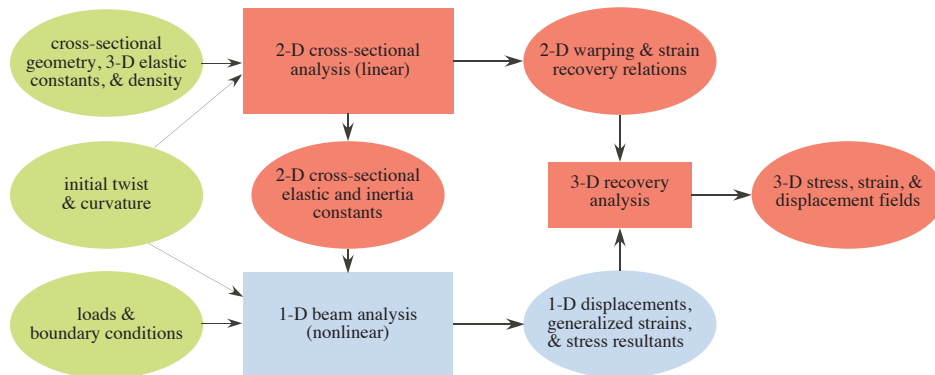 cross-sectional
geometry, 3-D elastic
constants, & density
2-D cross-sectional
analysis (linear)
2-D warping & strain
recovery relations
initial twist
& curvature
2-D cross-sectional
elastic and inertia
constants
3-D recovery
analysis
3-D stress, strain, &
displacement fields
loads &
boundary conditions
1-D beam analysis
(nonlinear)
1-D displacements,
generalized strains,
& stress resultants